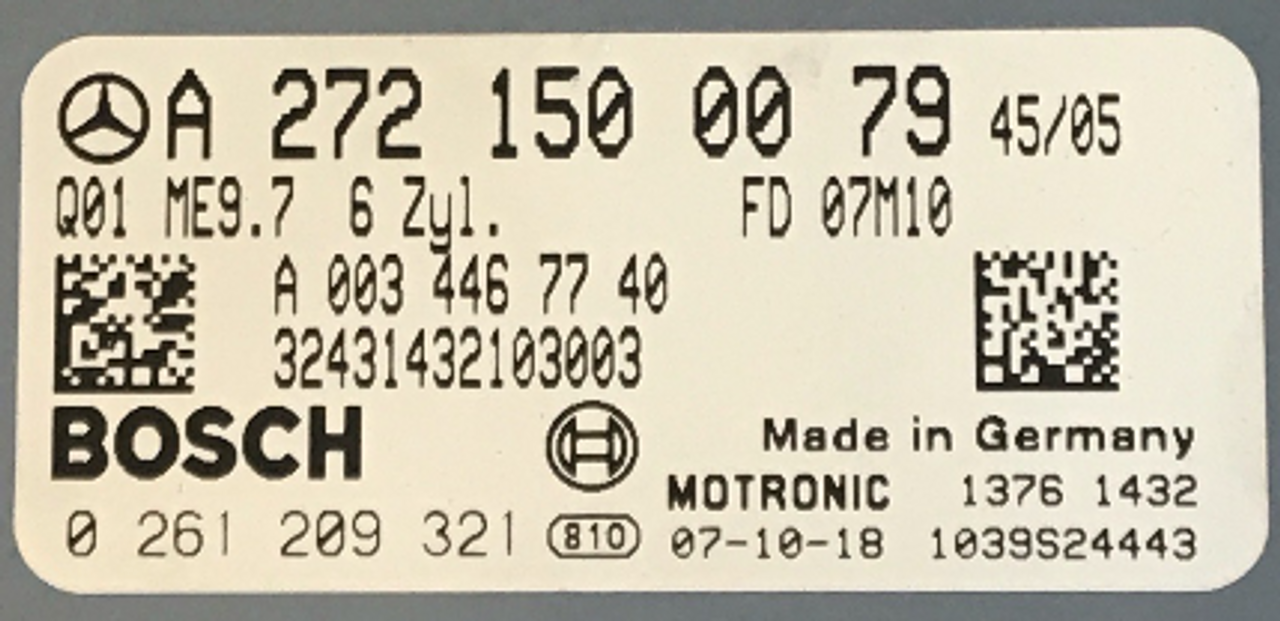 A 272 150 00 79 45/05
Q01 ME9.7 6 Zyl. FD 07M10
A 003 446 77 40
32431432103003
BOSCH Made in Germany
MOTRONIC 1376 1432
0 261 209 321 810 07-10-18 1039S24443